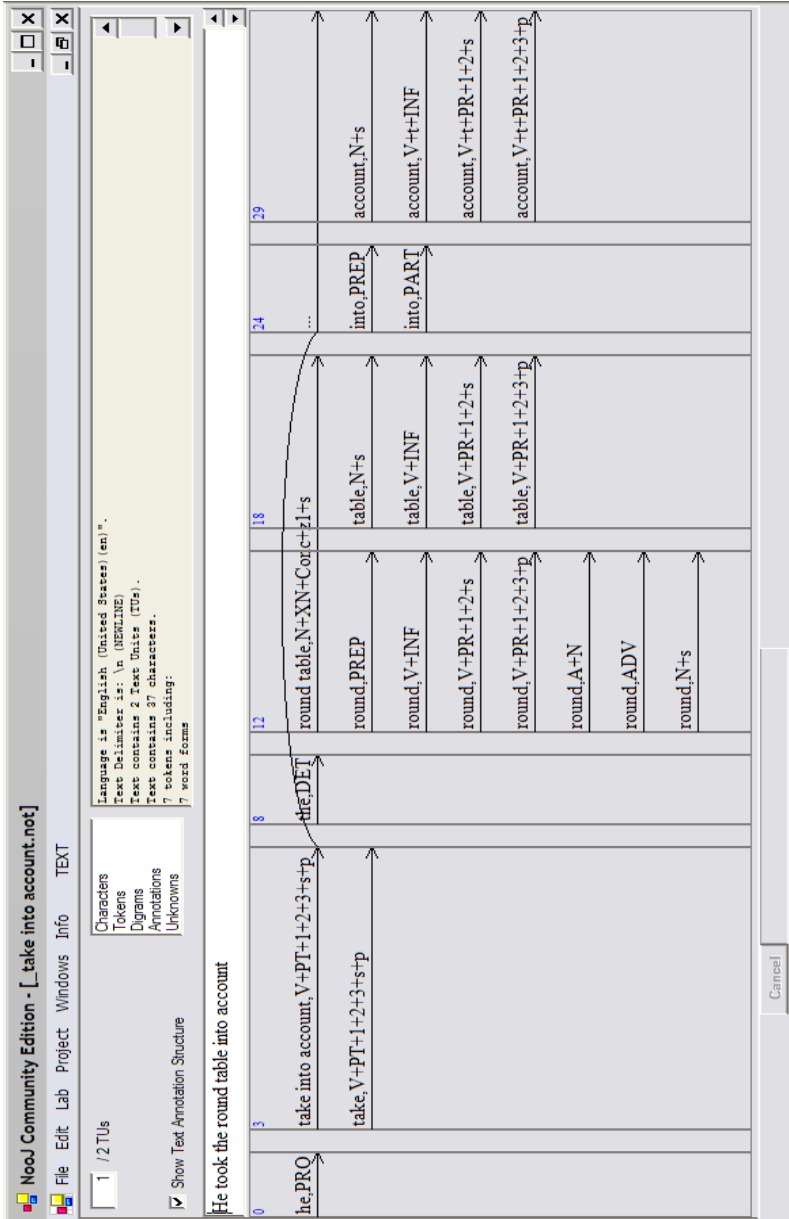 NooJ Community Edition - [_take into account.not]
File Edit Lab Project Windows Info TEXT
1 / 2 TUs
Show Text Annotation Structure
Characters
Tokens
Digrams
Annotations
Unknowns
Language is "English (United States)(en)".
Text Delimiter is: \n (NEWLINE)
Text contains 2 Text Units (TUs).
Text contains 37 characters.
7 tokens including:
7 word forms
He took the round table into account
0 3 8 12 18 24 29
he,PRO
take into account,V+PT+1+2+3+s+p
take,V+PT+1+2+3+s+p
the,DET
round table,N+XN+Conc+z1+s
round,PREP
round,V+INF
round,V+PR+1+2+s
round,V+PR+1+2+3+p
round,A+N
round,ADV
round,N+s
table,N+s
table,V+INF
table,V+PR+1+2+s
table,V+PR+1+2+3+p
...
into,PREP
into,PART
account,N+s
account,V+t+INF
account,V+t+PR+1+2+s
account,V+t+PR+1+2+3+p
Cancel